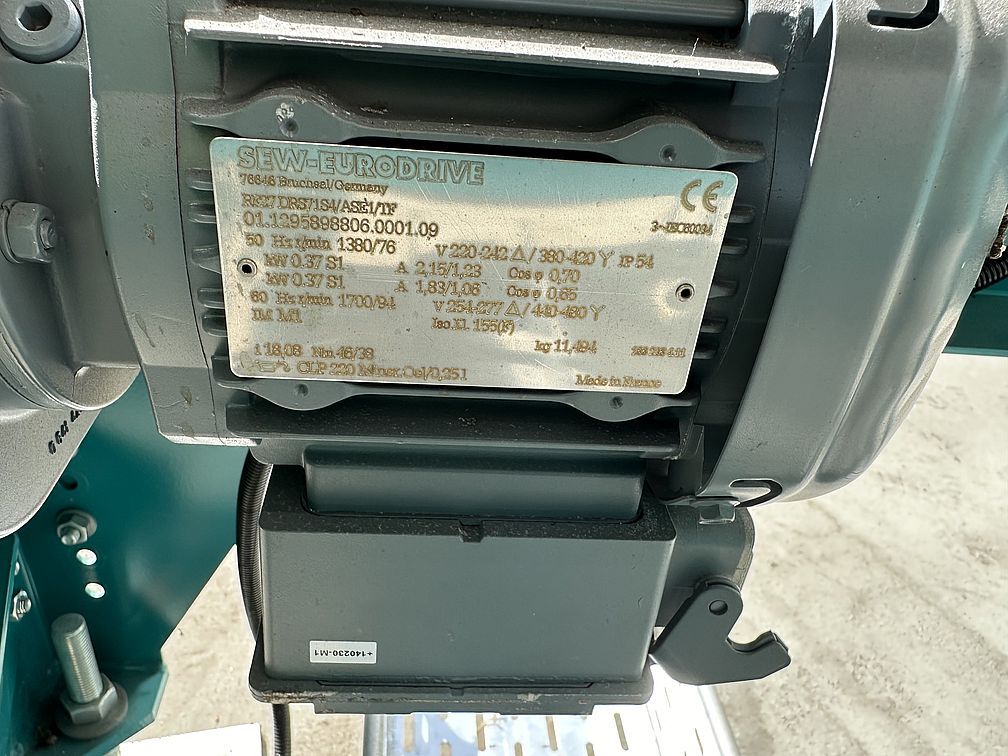 SEW-EURODRIVE
76646 Bruchsal/Germany
CE
RF27 DRS71S4/ASE1/TF
3~IEC60034
01.1295898806.0001.09
50 Hz r/min 1380/76 V 220-242 Δ/380-420 Y IP 54
kW 0.37 S1 A 2,15/1,23 Cos φ 0,70
kW 0.37 S1 A 1,83/1,06 Cos φ 0,65
60 Hz r/min 1700/94 V 254-277 Δ/440-480 Y
IM M1 Iso.Kl. 155(F)
i 18,08 Nm 46/38 kg 11,494
CLP 220 Miner.Oel/0,25 l Made in France
+140230-M1